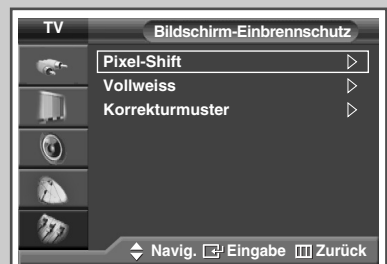 TV
Bildschirm-Einbrennschutz
Pixel-Shift
Vollweiss
Korrekturmuster
Navig. Eingabe Zurück